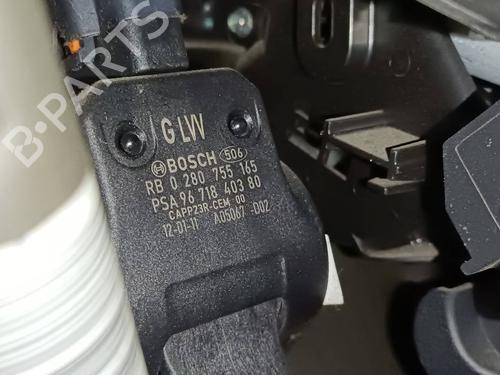 GLW
BOSCH 506
RB 0 280 755 165
PSA 96 718 403 80
CAPP23R-CEM 00
12-01-11 A05067 -D02
B-PARTS